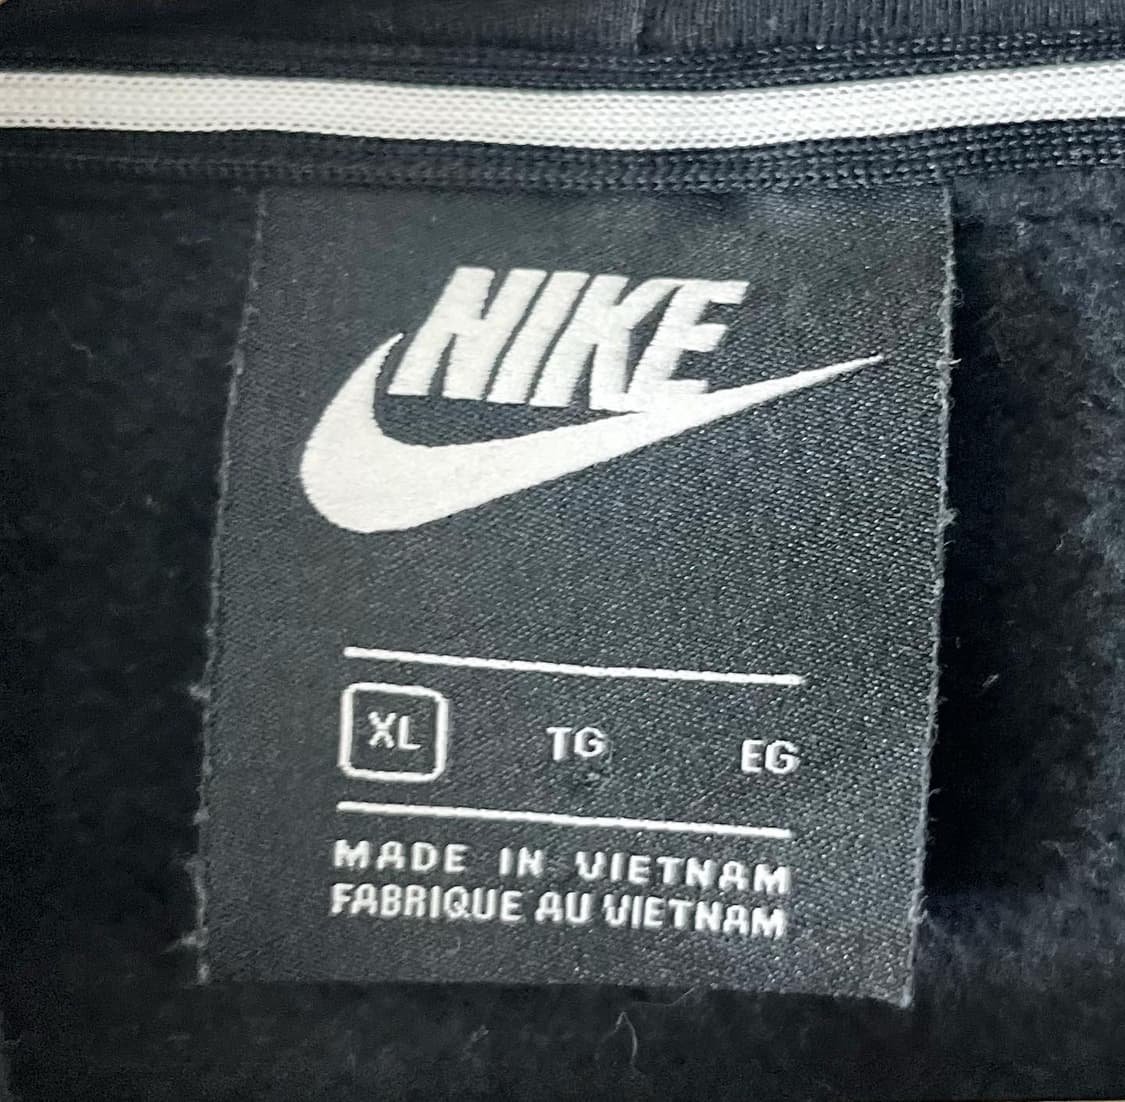 NIKE
XL TG EG
MADE IN VIETNAM
FABRIQUE AU VIETNAM